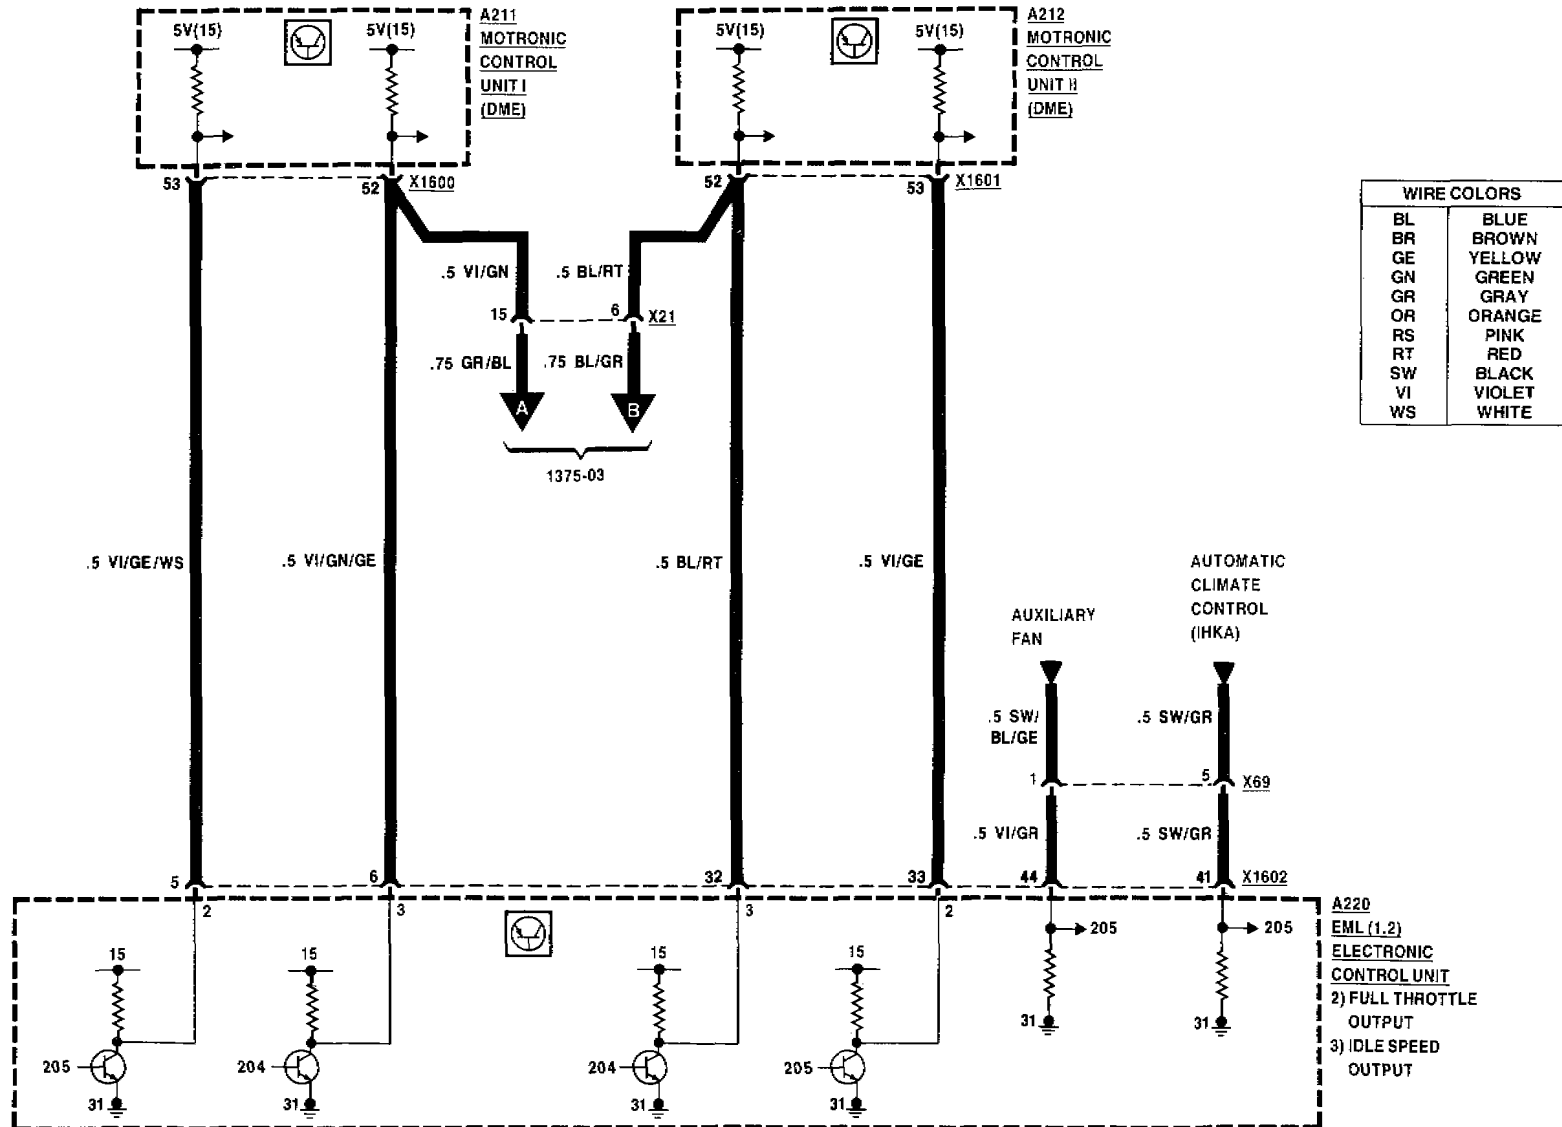 5V(15)
5V(15)
A211
MOTRONIC
CONTROL
UNIT I
(DME)
5V(15)
5V(15)
A212
MOTRONIC
CONTROL
UNIT II
(DME)
53
52
X1600
52
53
X1601
WIRE COLORS
BL BLUE
BR BROWN
GE YELLOW
GN GREEN
GR GRAY
OR ORANGE
RS PINK
RT RED
SW BLACK
VI VIOLET
WS WHITE
.5 VI/GN
.5 BL/RT
15
6
X21
.75 GR/BL
.75 BL/GR
A
B
1375-03
.5 VI/GE/WS
.5 VI/GN/GE
.5 BL/RT
.5 VI/GE
AUXILIARY
FAN
AUTOMATIC
CLIMATE
CONTROL
(IHKA)
.5 SW/
BL/GE
.5 SW/GR
1
5
X69
.5 VI/GR
.5 SW/GR
5
6
32
33
44
41
X1602
2
3
3
2
A220
EML (1.2)
ELECTRONIC
CONTROL UNIT
2) FULL THROTTLE
OUTPUT
3) IDLE SPEED
OUTPUT
205
205
15
15
15
15
31
31
205
204
204
205
31
31
31
31